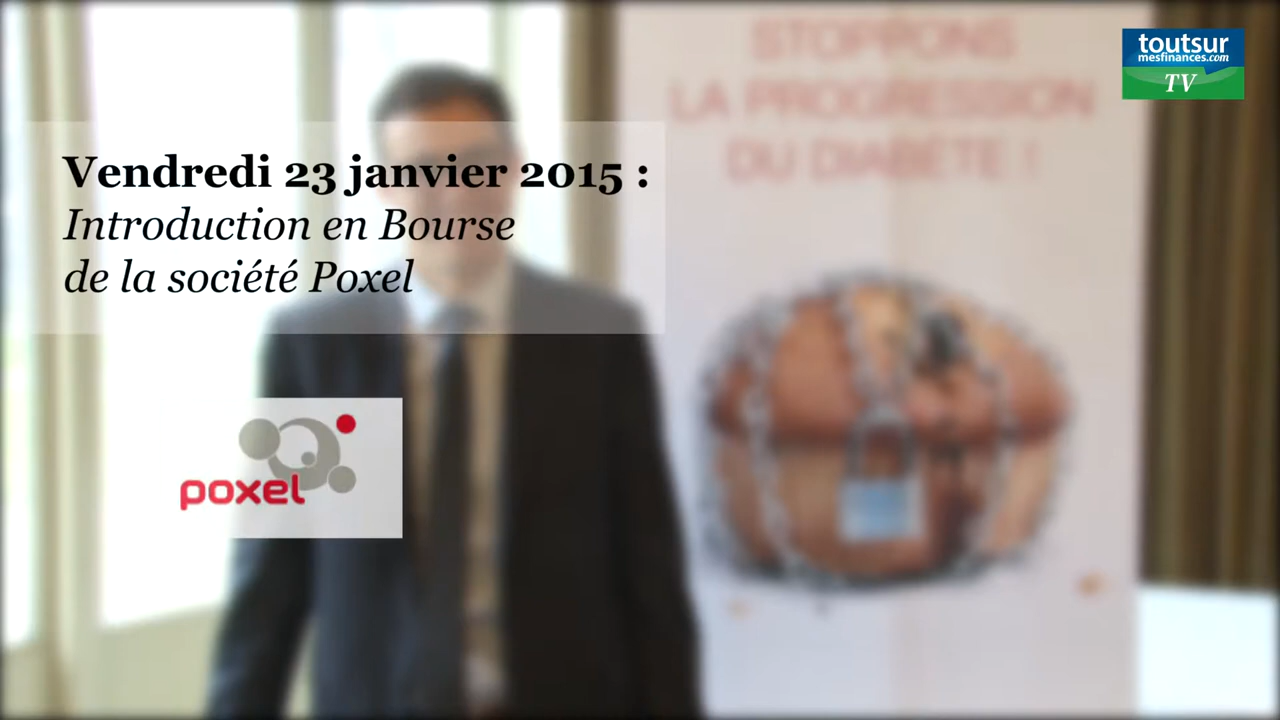 STOPPONS
LA PROGRESSION
DU DIABÈTE !
toutsur
mesfinances.com
TV
Vendredi 23 janvier 2015 :
Introduction en Bourse
de la société Poxel
poxel